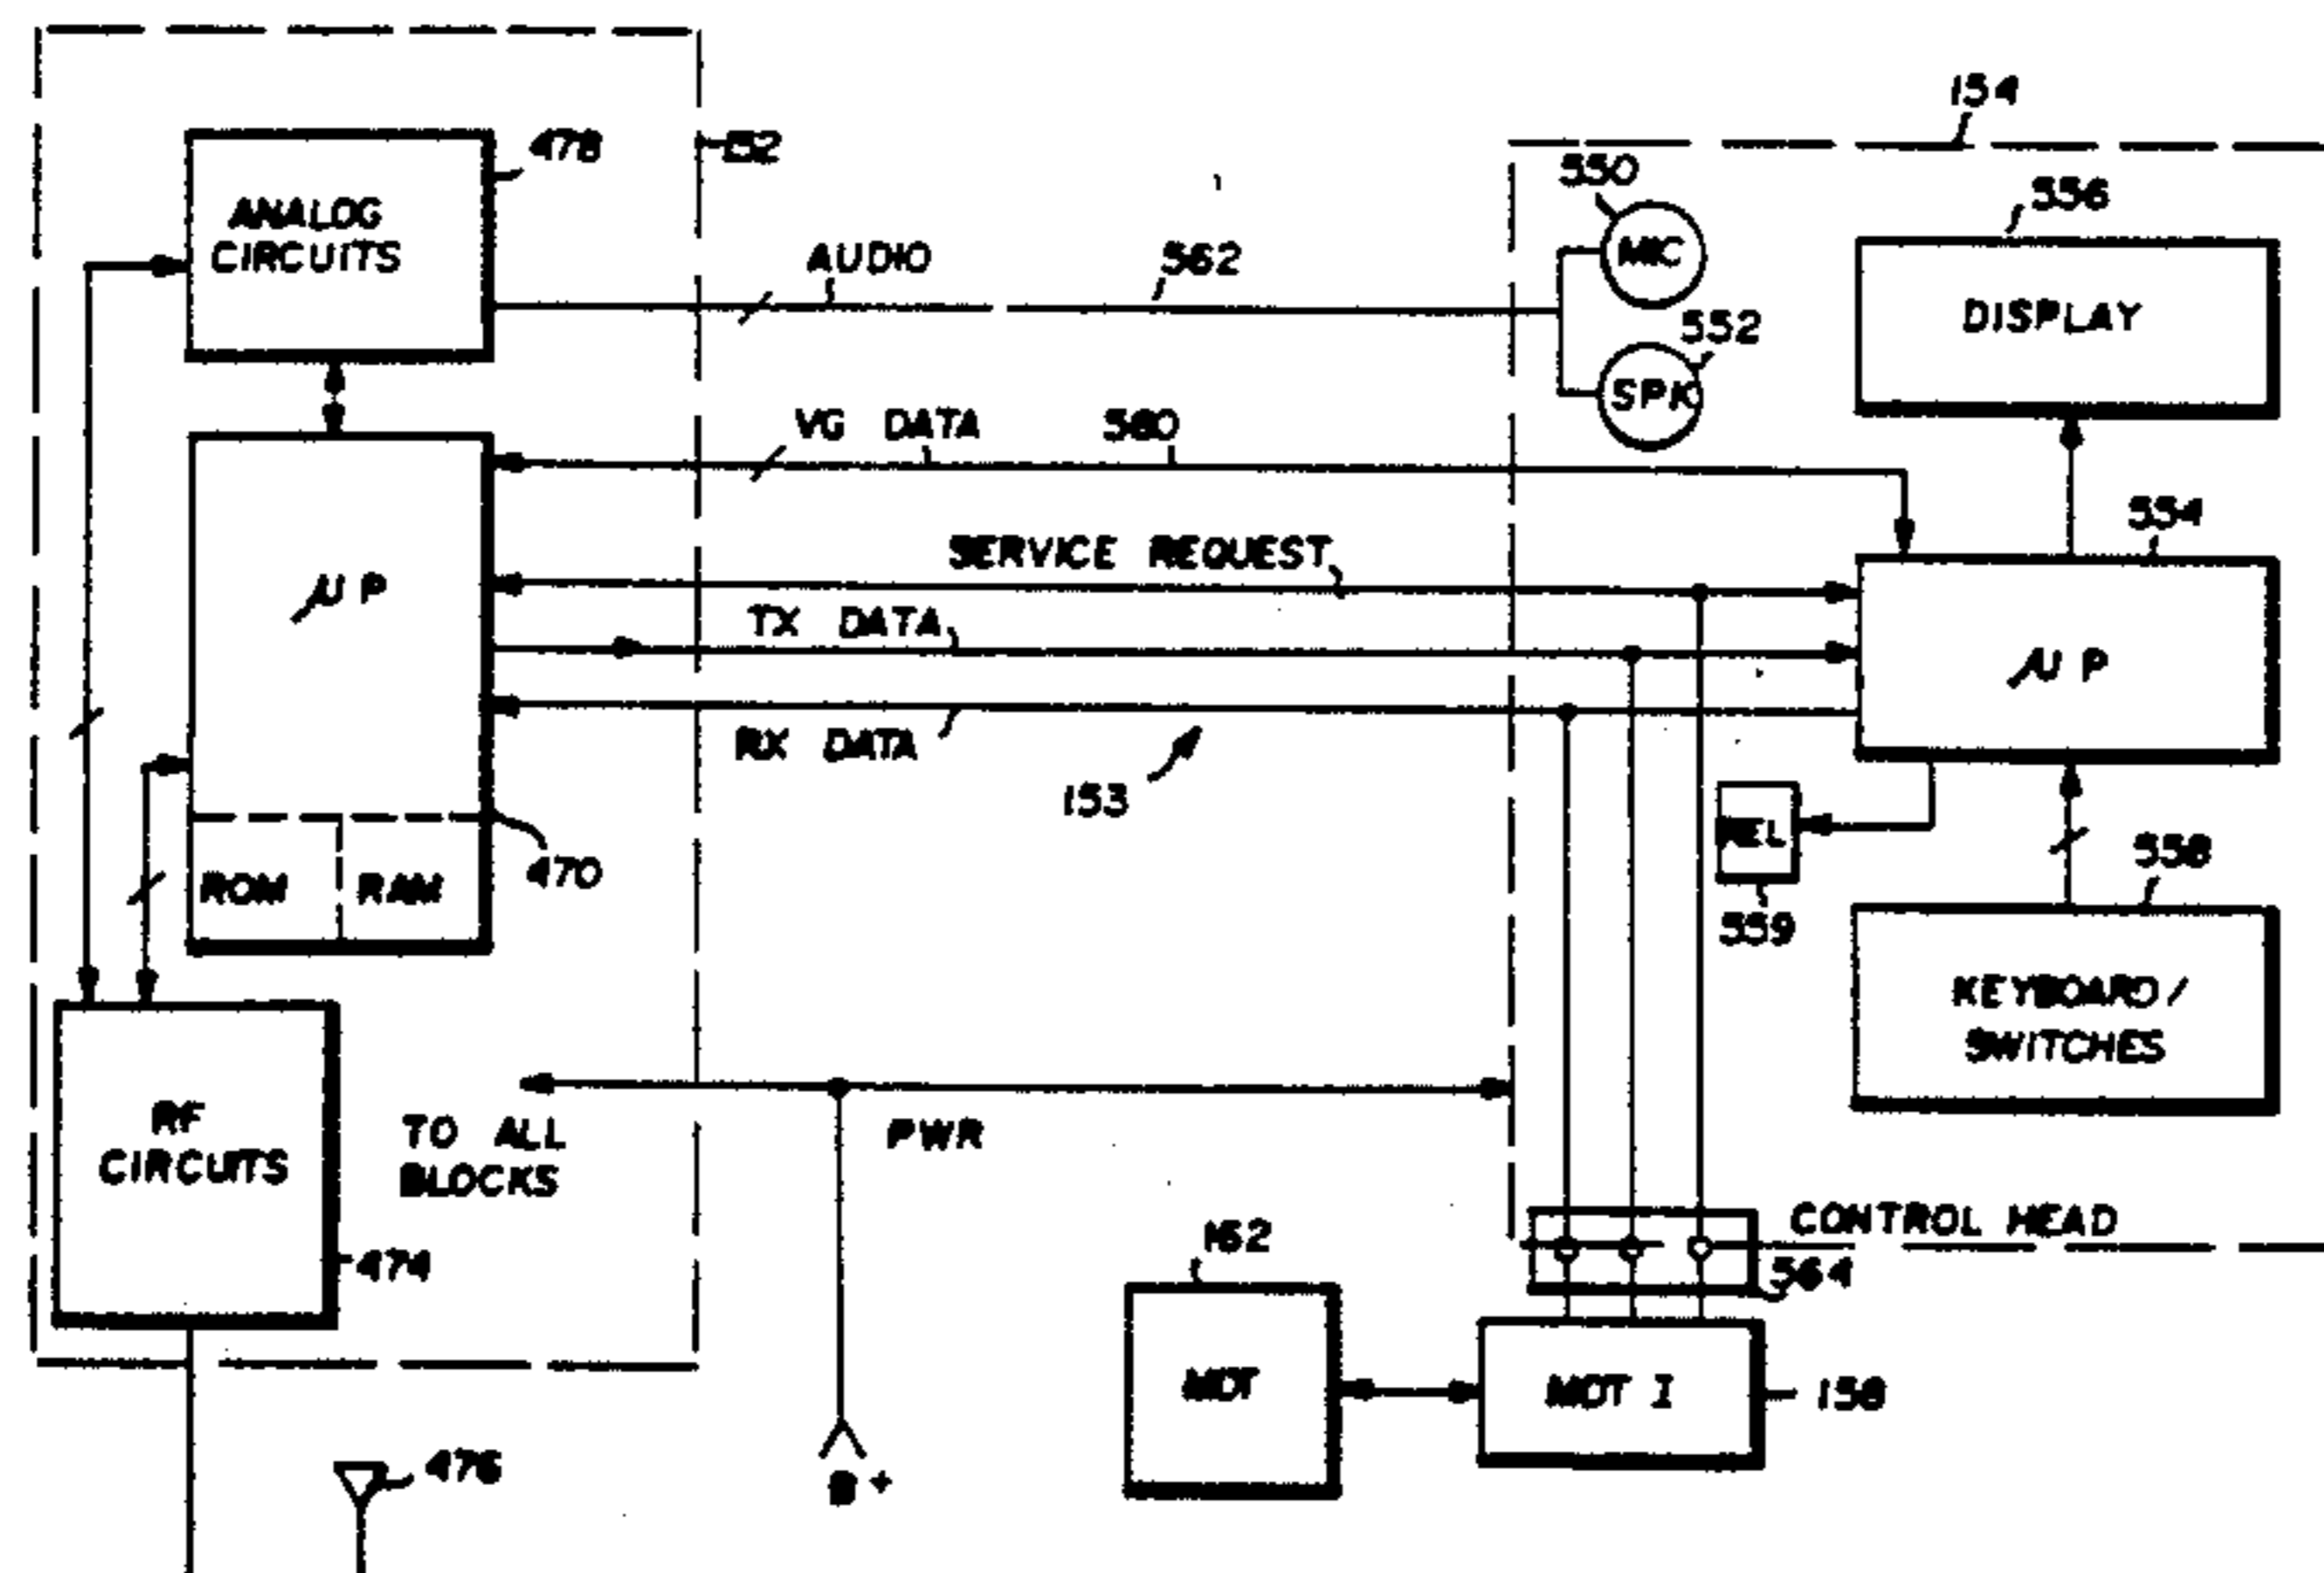 154
478
152
550
556
ANALOG
CIRCUITS
AUDIO
562
MIC
DISPLAY
552
SPK
VG DATA
560
554
SERVICE REQUEST
μP
TX DATA
μP
RX DATA
153
REL
470
558
ROM
RAM
559
KEYBOARD/
SWITCHES
RF
CIRCUITS
TO ALL
BLOCKS
PWR
474
162
CONTROL HEAD
564
MDT
MDT I
158
476
B+